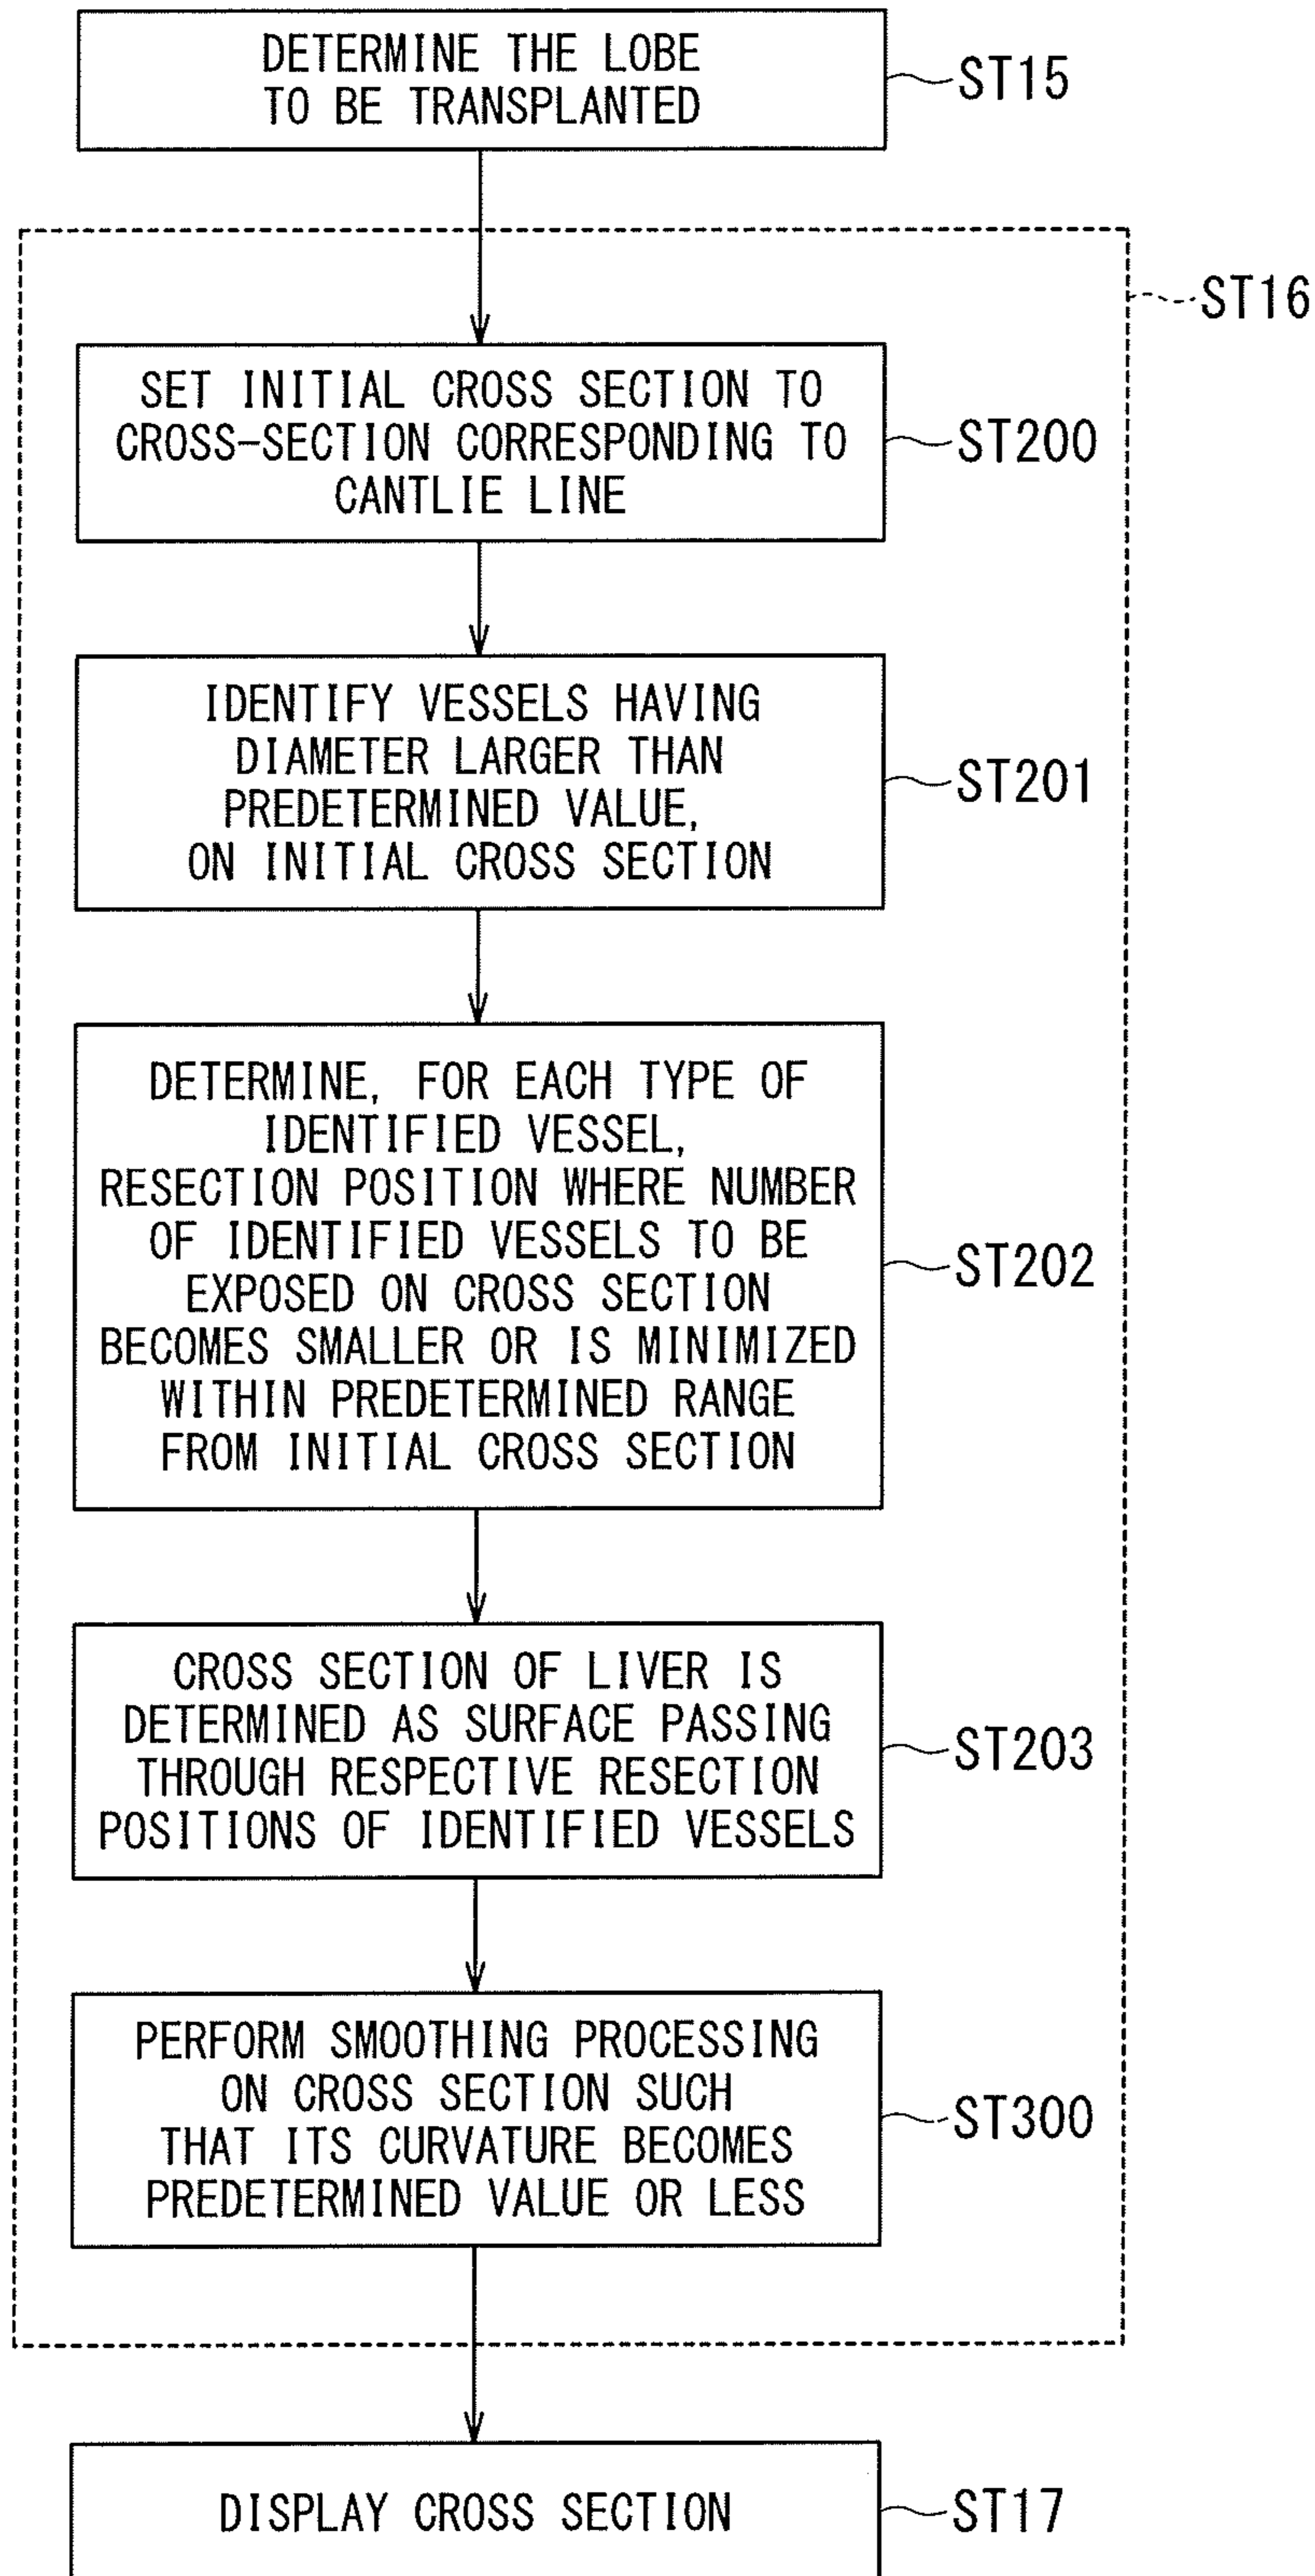 DETERMINE THE LOBE
TO BE TRANSPLANTED
ST15
ST16
SET INITIAL CROSS SECTION TO
CROSS-SECTION CORRESPONDING TO
CANTLIE LINE
ST200
IDENTIFY VESSELS HAVING
DIAMETER LARGER THAN
PREDETERMINED VALUE,
ON INITIAL CROSS SECTION
ST201
DETERMINE, FOR EACH TYPE OF
IDENTIFIED VESSEL,
RESECTION POSITION WHERE NUMBER
OF IDENTIFIED VESSELS TO BE
EXPOSED ON CROSS SECTION
BECOMES SMALLER OR IS MINIMIZED
WITHIN PREDETERMINED RANGE
FROM INITIAL CROSS SECTION
ST202
CROSS SECTION OF LIVER IS
DETERMINED AS SURFACE PASSING
THROUGH RESPECTIVE RESECTION
POSITIONS OF IDENTIFIED VESSELS
ST203
PERFORM SMOOTHING PROCESSING
ON CROSS SECTION SUCH
THAT ITS CURVATURE BECOMES
PREDETERMINED VALUE OR LESS
ST300
DISPLAY CROSS SECTION
ST17